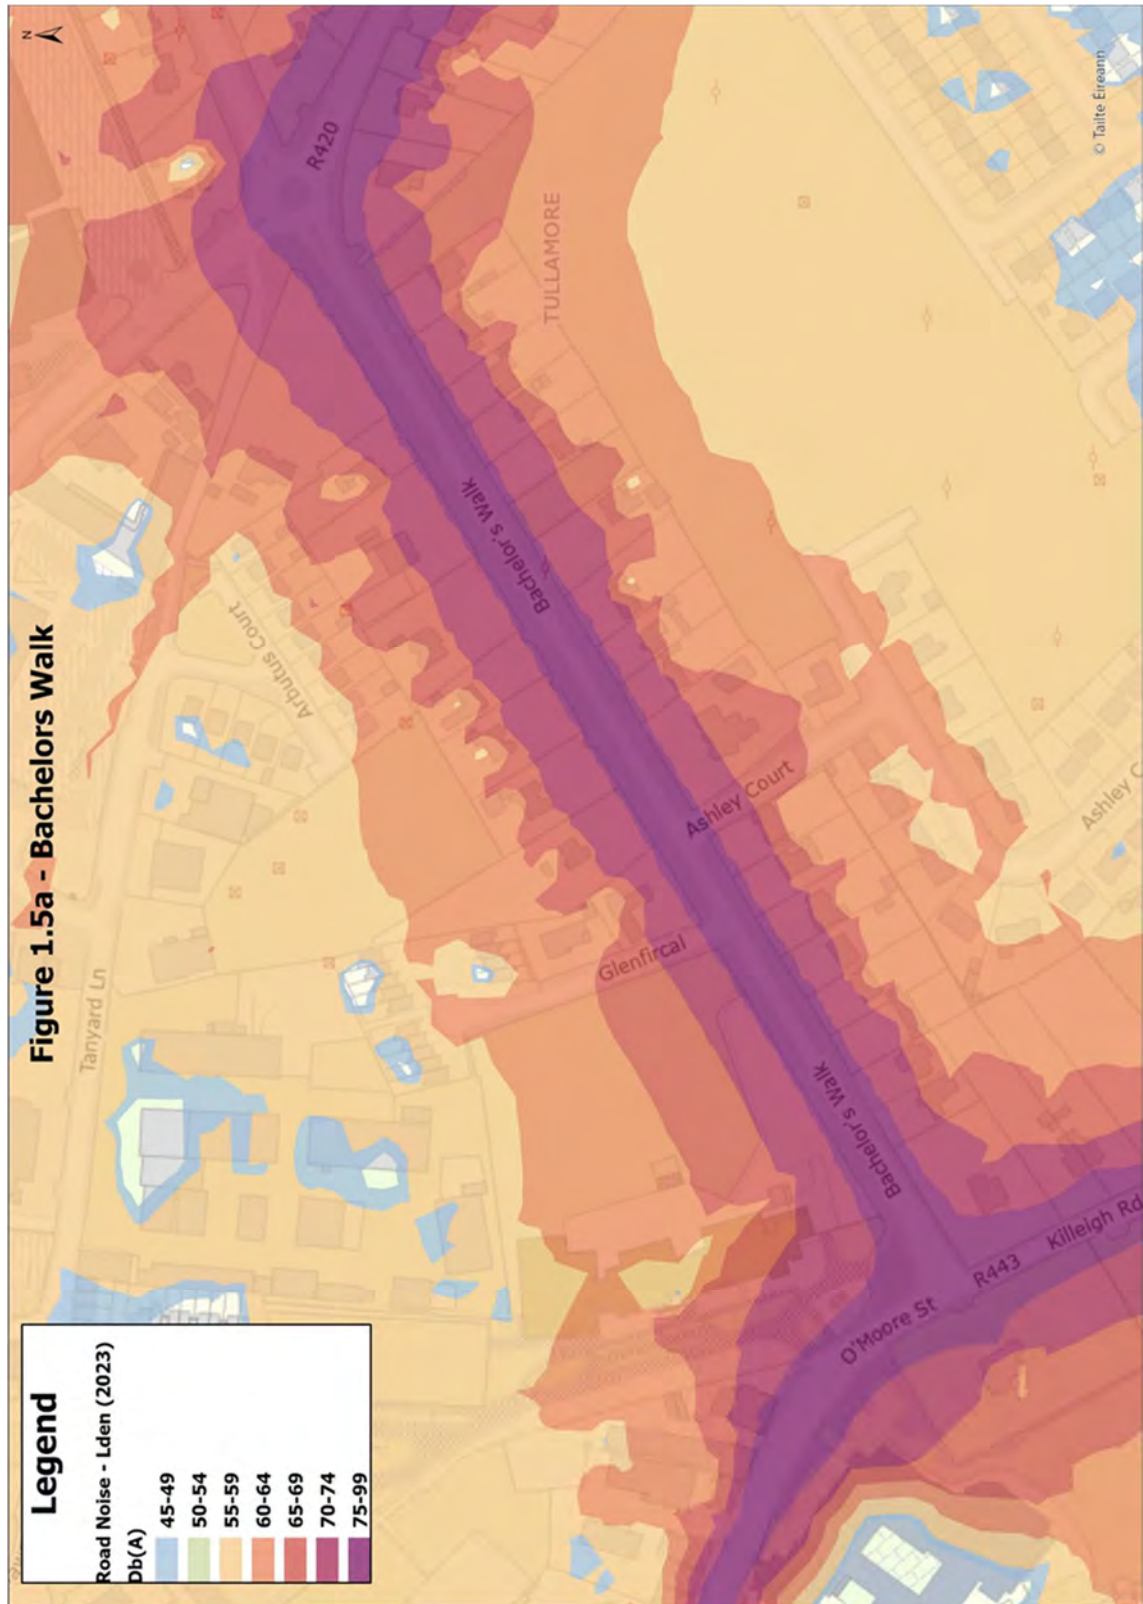 Figure 1.5a - Bachelors Walk
N
R420
TULLAMORE
© Tailte Éireann
Bachelor's Walk
Bachelor's Walk
Arbutus Court
Tanyard Ln
Ashley Court
Glenfircal
Bachelor's Walk
O'Moore St
R443
Killeigh Rd
Ashley C
Legend
Road Noise - Lden (2023)
Db(A)
45-49
50-54
55-59
60-64
65-69
70-74
75-99